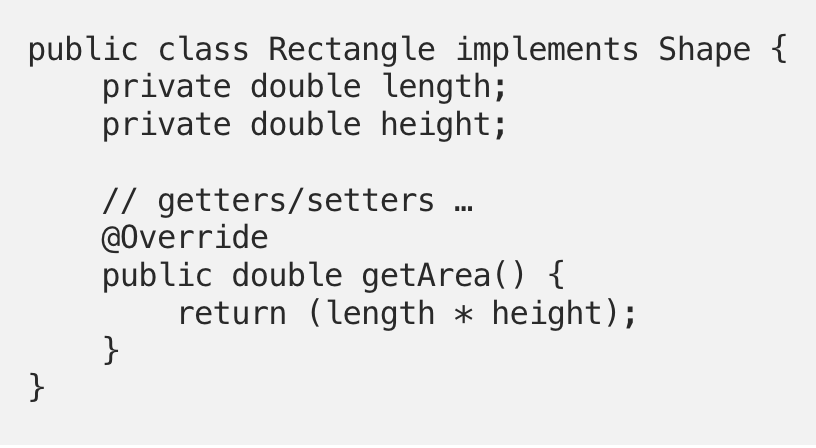 public class Rectangle implements Shape {
    private double length;
    private double height;

    // getters/setters …
    @Override
    public double getArea() {
        return (length * height);
    }
}